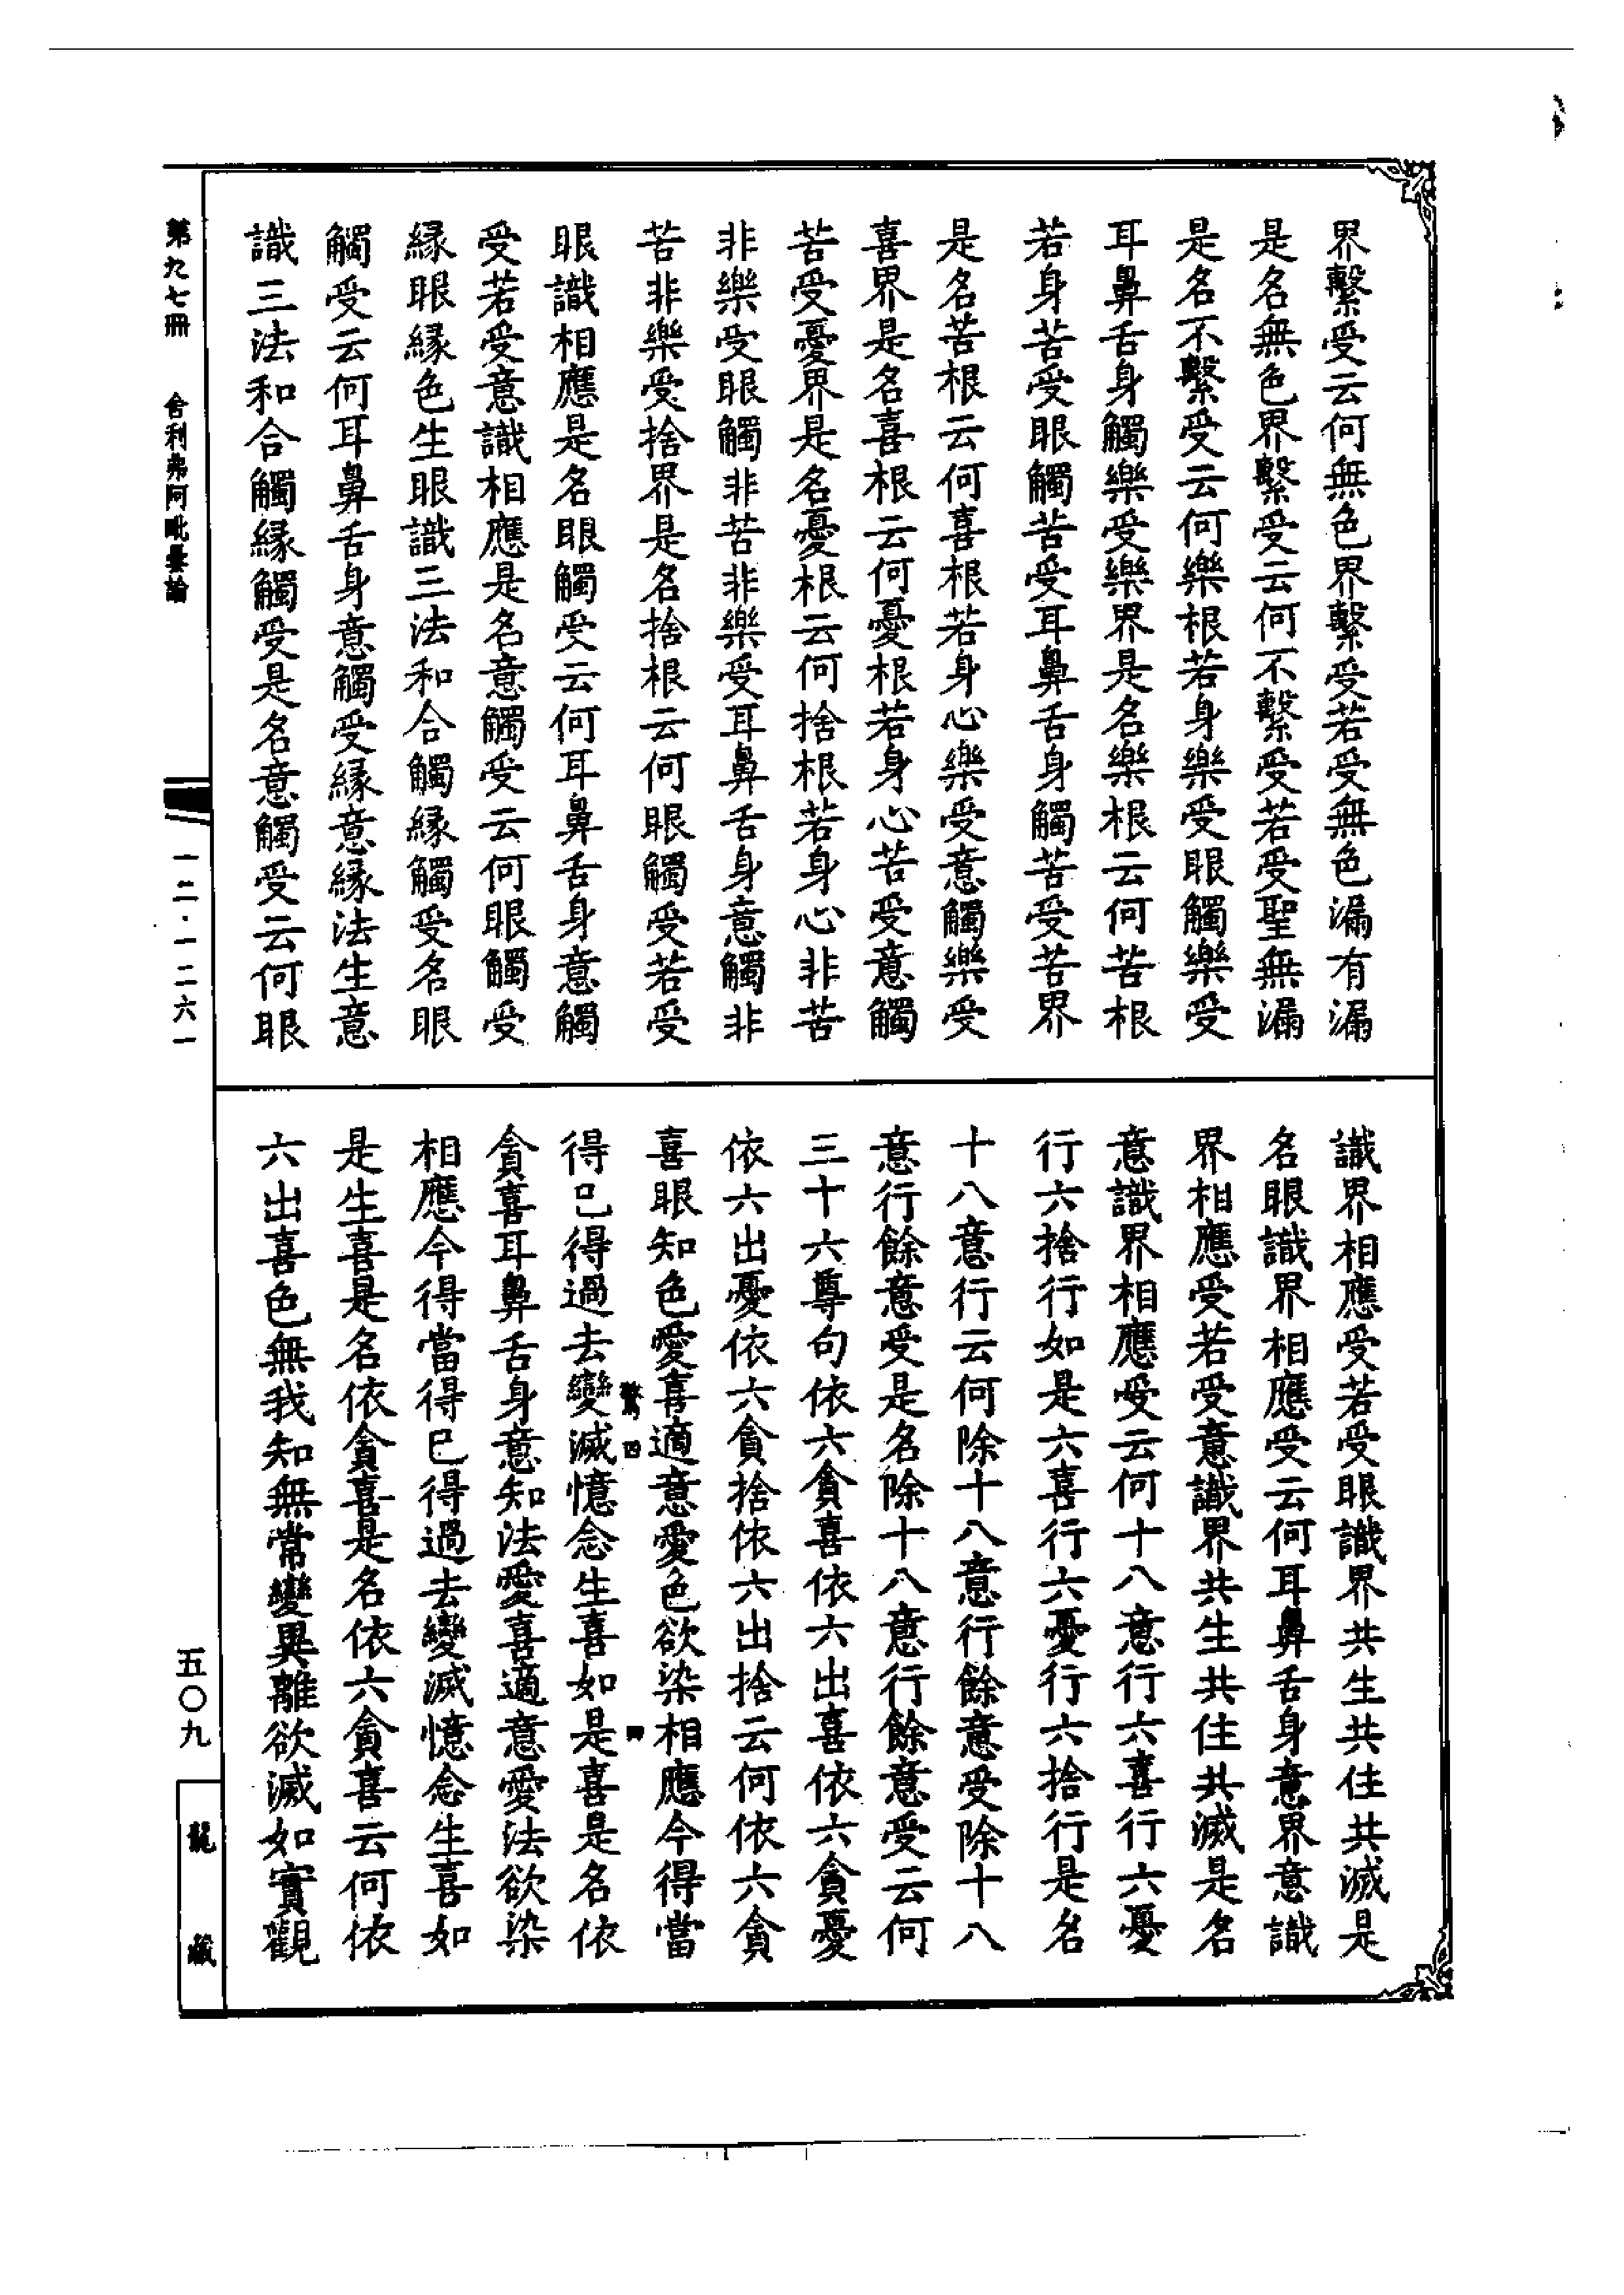 界繫受云何無色界繫受若受無色漏有漏
是名無色界繫受云何不繫受若受聖無漏
是名不繫受云何樂根若身樂受眼觸樂受
耳鼻舌身觸樂受樂界是名樂根云何苦根
若身苦受眼觸苦受耳鼻舌身觸苦受苦界
是名苦根云何喜根若身心樂受意觸樂受
喜界是名喜根云何憂根若身心苦受意觸
苦受憂界是名憂根云何捨根若身心非苦
非樂受眼觸非苦非樂受耳鼻舌身意觸非
苦非樂受捨界是名捨根云何眼觸受若受
眼識相應是名眼觸受云何耳鼻舌身意觸
受若受意識相應是名意觸受云何眼觸受
緣眼緣色生眼識三法和合觸緣觸受名眼
觸受云何耳鼻舌身意觸受緣意緣法生意
識三法和合觸緣觸受是名意觸受云何眼
識界相應受若受眼識界共生共住共滅是
名眼識界相應受云何耳鼻舌身意界意識
界相應受若受意識界共生共住共滅是名
意識界相應受云何十八意行六喜行六憂
行六捨行如是六喜行六憂行六捨行是名
十八意行云何除十八意行餘意受除十八
意行餘意受是名除十八意行餘意受云何
三十六尊句依六貪喜依六出喜依六貪憂
依六出憂依六貪捨依六出捨云何依六貪
喜眼知色愛喜適意愛色欲染相應今得當
得已得過去變滅憶念生喜如是喜是名依
貪喜耳鼻舌身意知法愛喜適意愛法欲染
相應今得當得已得過去變滅憶念生喜如
是生喜是名依貪喜是名依六貪喜云何依
六出喜色無我知無常變異離欲滅如實觀
第九七冊 舍利弗阿毗曇論
一二·一二六一
五〇九
龍藏
四